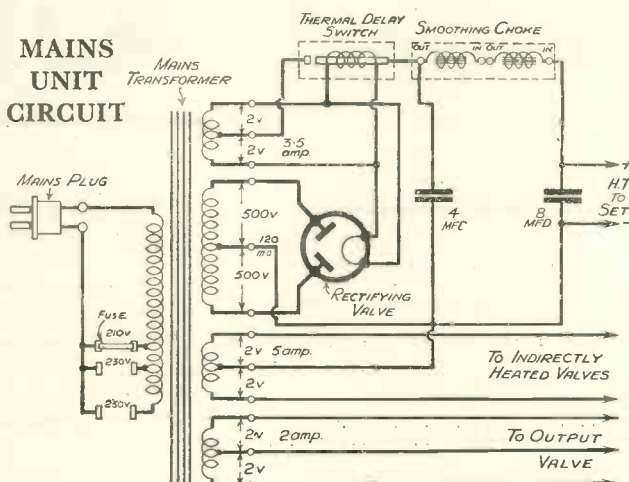 MAINS
UNIT
CIRCUIT
MAINS
TRANSFORMER
THERMAL DELAY
SWITCH
SMOOTHING CHOKE
OUT
IN
OUT
IN
2V
2V
3·5
amp.
MAINS PLUG
500V
120
ma
500V
4
MFD
8
MFD
+
H.T.
TO
SET
-
RECTIFYING
VALVE
FUSE
210V
230V
250V
2V
5amp.
2V
TO INDIRECTLY
HEATED VALVES
2V
2amp.
2V
TO OUTPUT
VALVE